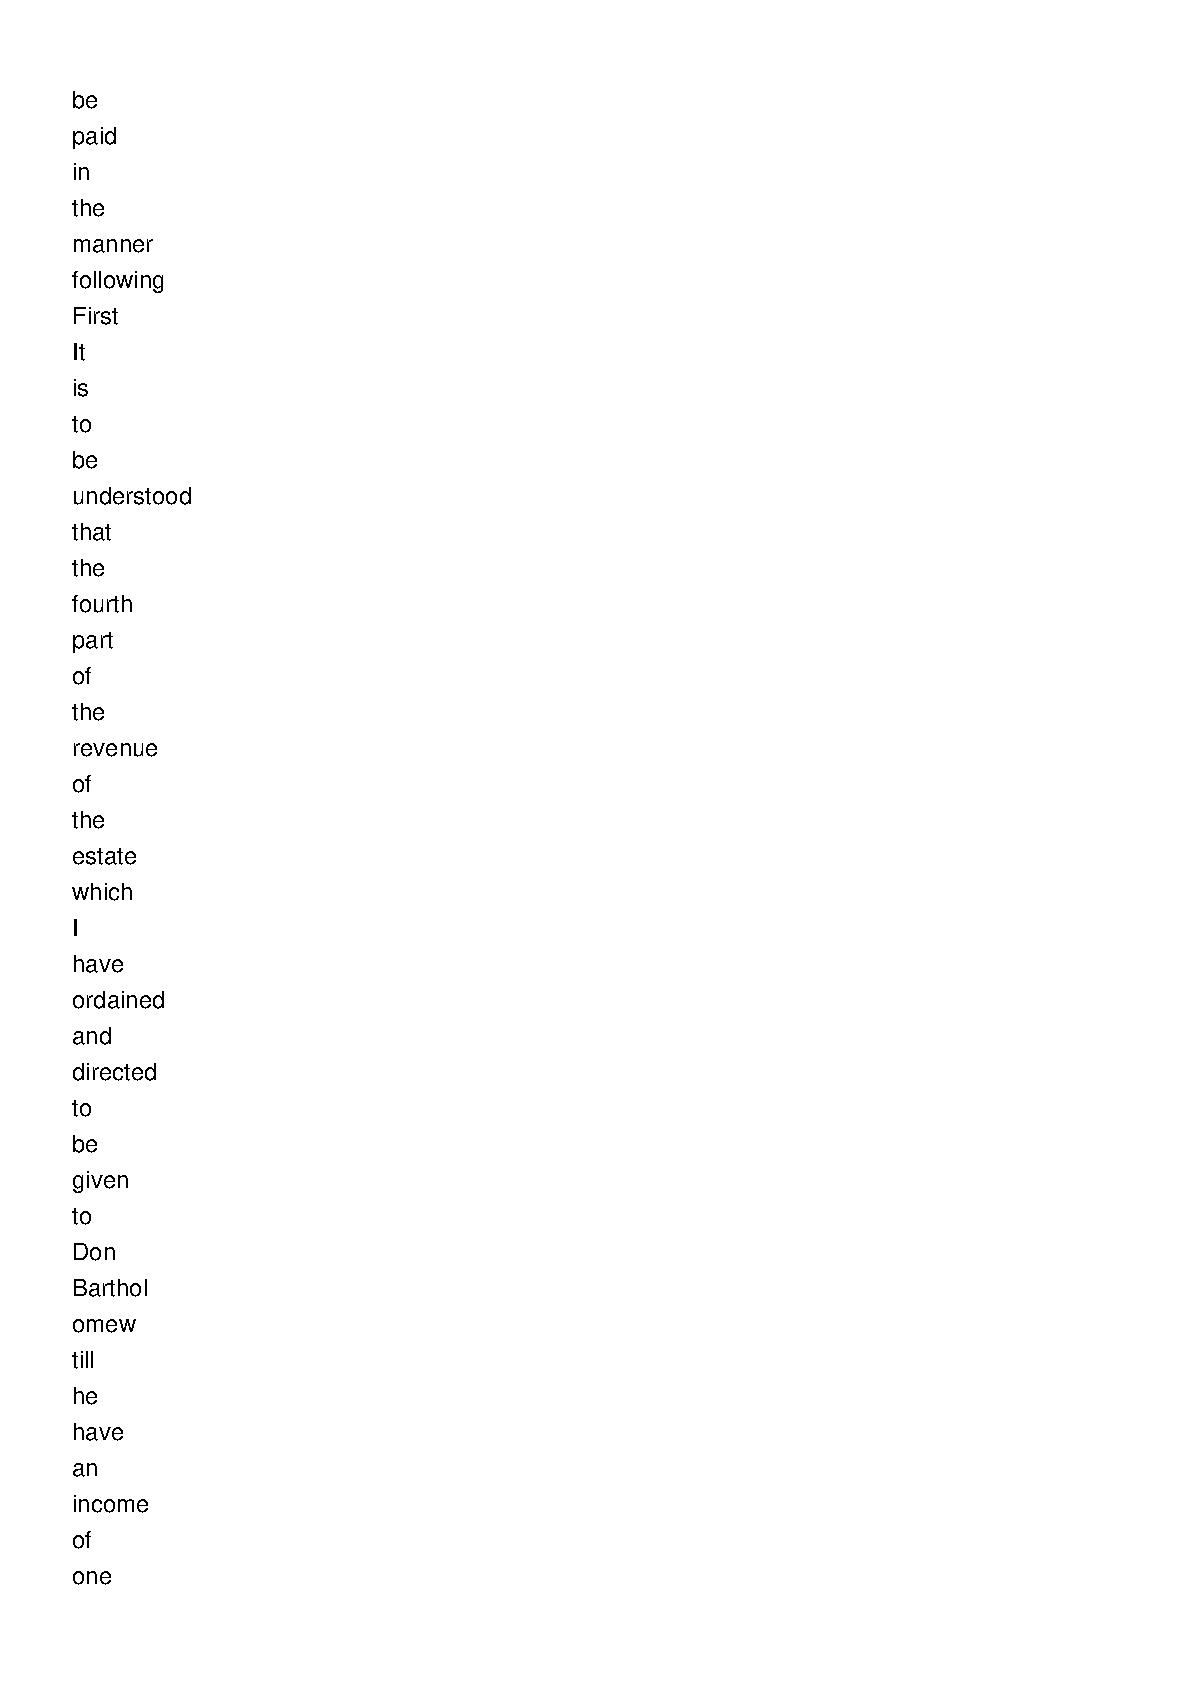 be
paid
in
the
manner
following
First
It
is
to
be
understood
that
the
fourth
part
of
the
revenue
of
the
estate
which
I
have
ordained
and
directed
to
be
given
to
Don
Barthol
omew
till
he
have
an
income
of
one